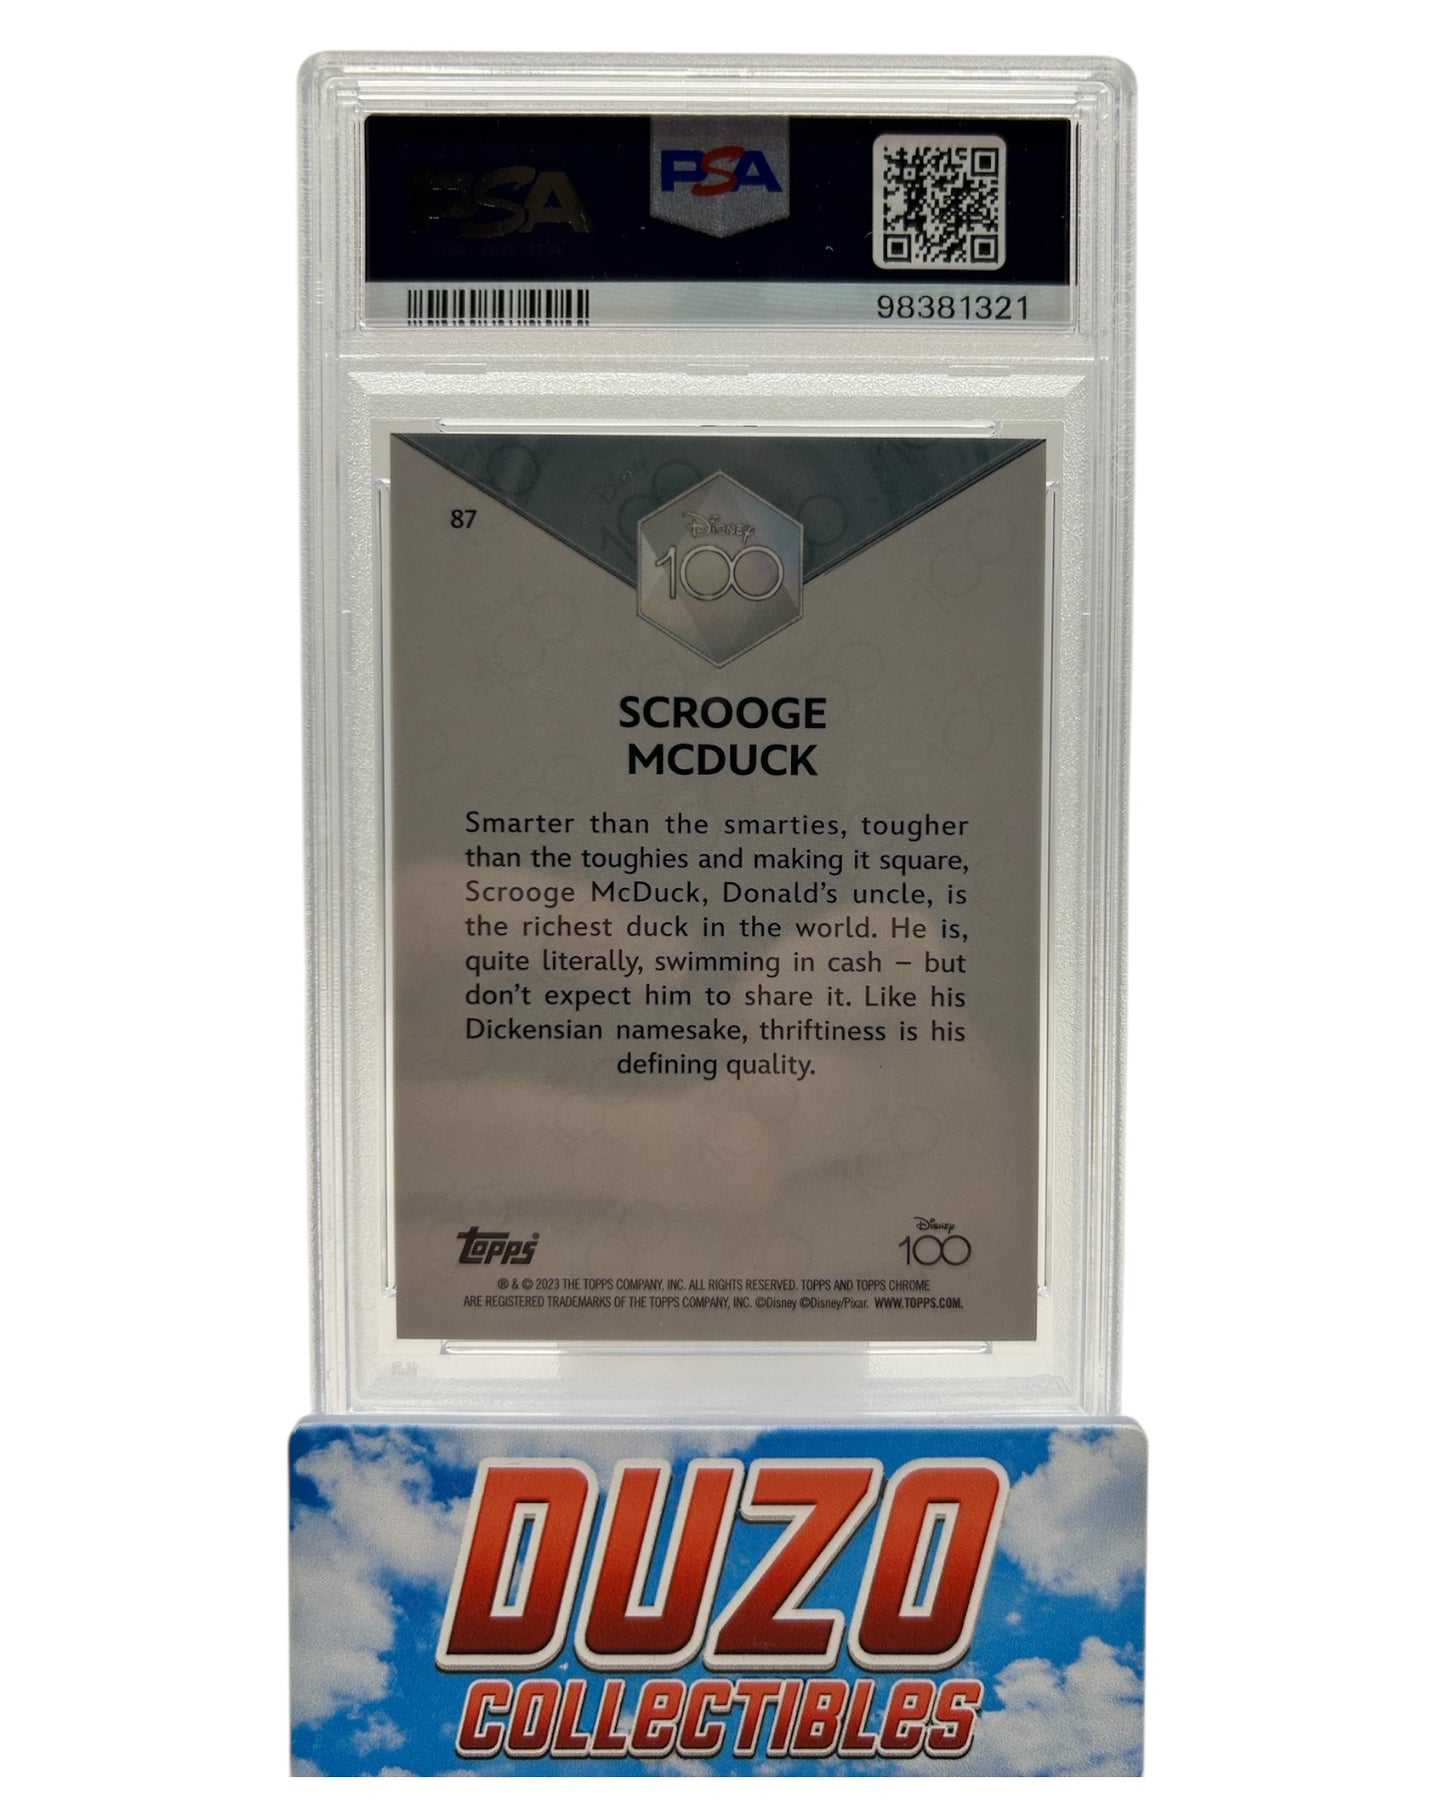 PSA
PSA
PSA PSA PSA
98381321
87
Disney
100
SCROOGE
MCDUCK
Smarter than the smarties, tougher
than the toughies and making it square,
Scrooge McDuck, Donald's uncle, is
the richest duck in the world. He is,
quite literally, swimming in cash – but
don't expect him to share it. Like his
Dickensian namesake, thriftiness is his
defining quality.
Topps®
Disney
100
® & © 2023 THE TOPPS COMPANY, INC. ALL RIGHTS RESERVED. TOPPS AND TOPPS CHROME
ARE REGISTERED TRADEMARKS OF THE TOPPS COMPANY, INC. ©Disney ©Disney/Pixar. WWW.TOPPS.COM.
DUZO
COLLECTIBLES